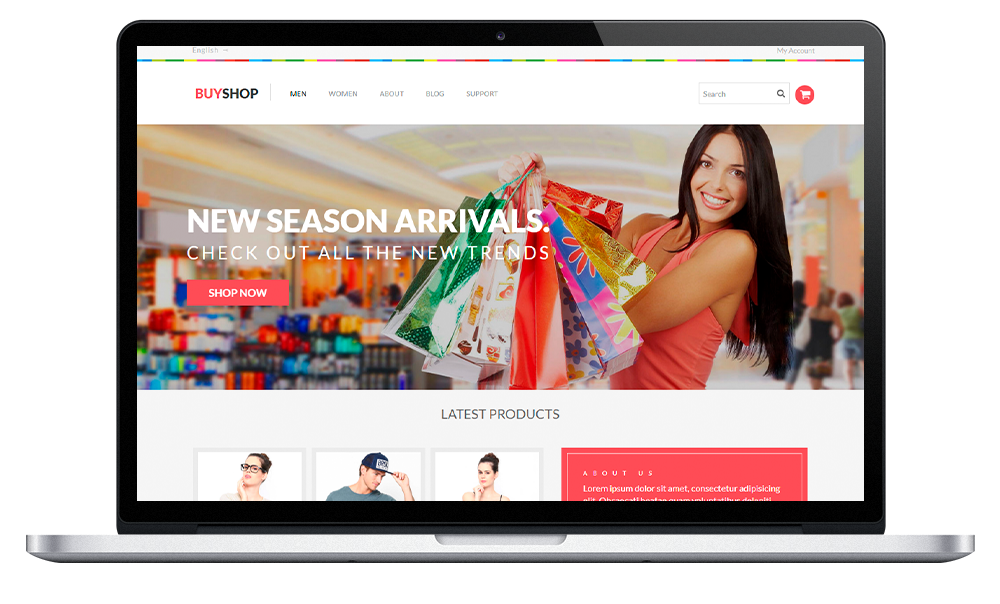 English
My Account
BUYSHOP
MEN WOMEN ABOUT BLOG SUPPORT
Search
NEW SEASON ARRIVALS.
CHECK OUT ALL THE NEW TRENDS
SHOP NOW
LATEST PRODUCTS
ABOUT US
Lorem ipsum dolor sit amet, consectetur adipisicing